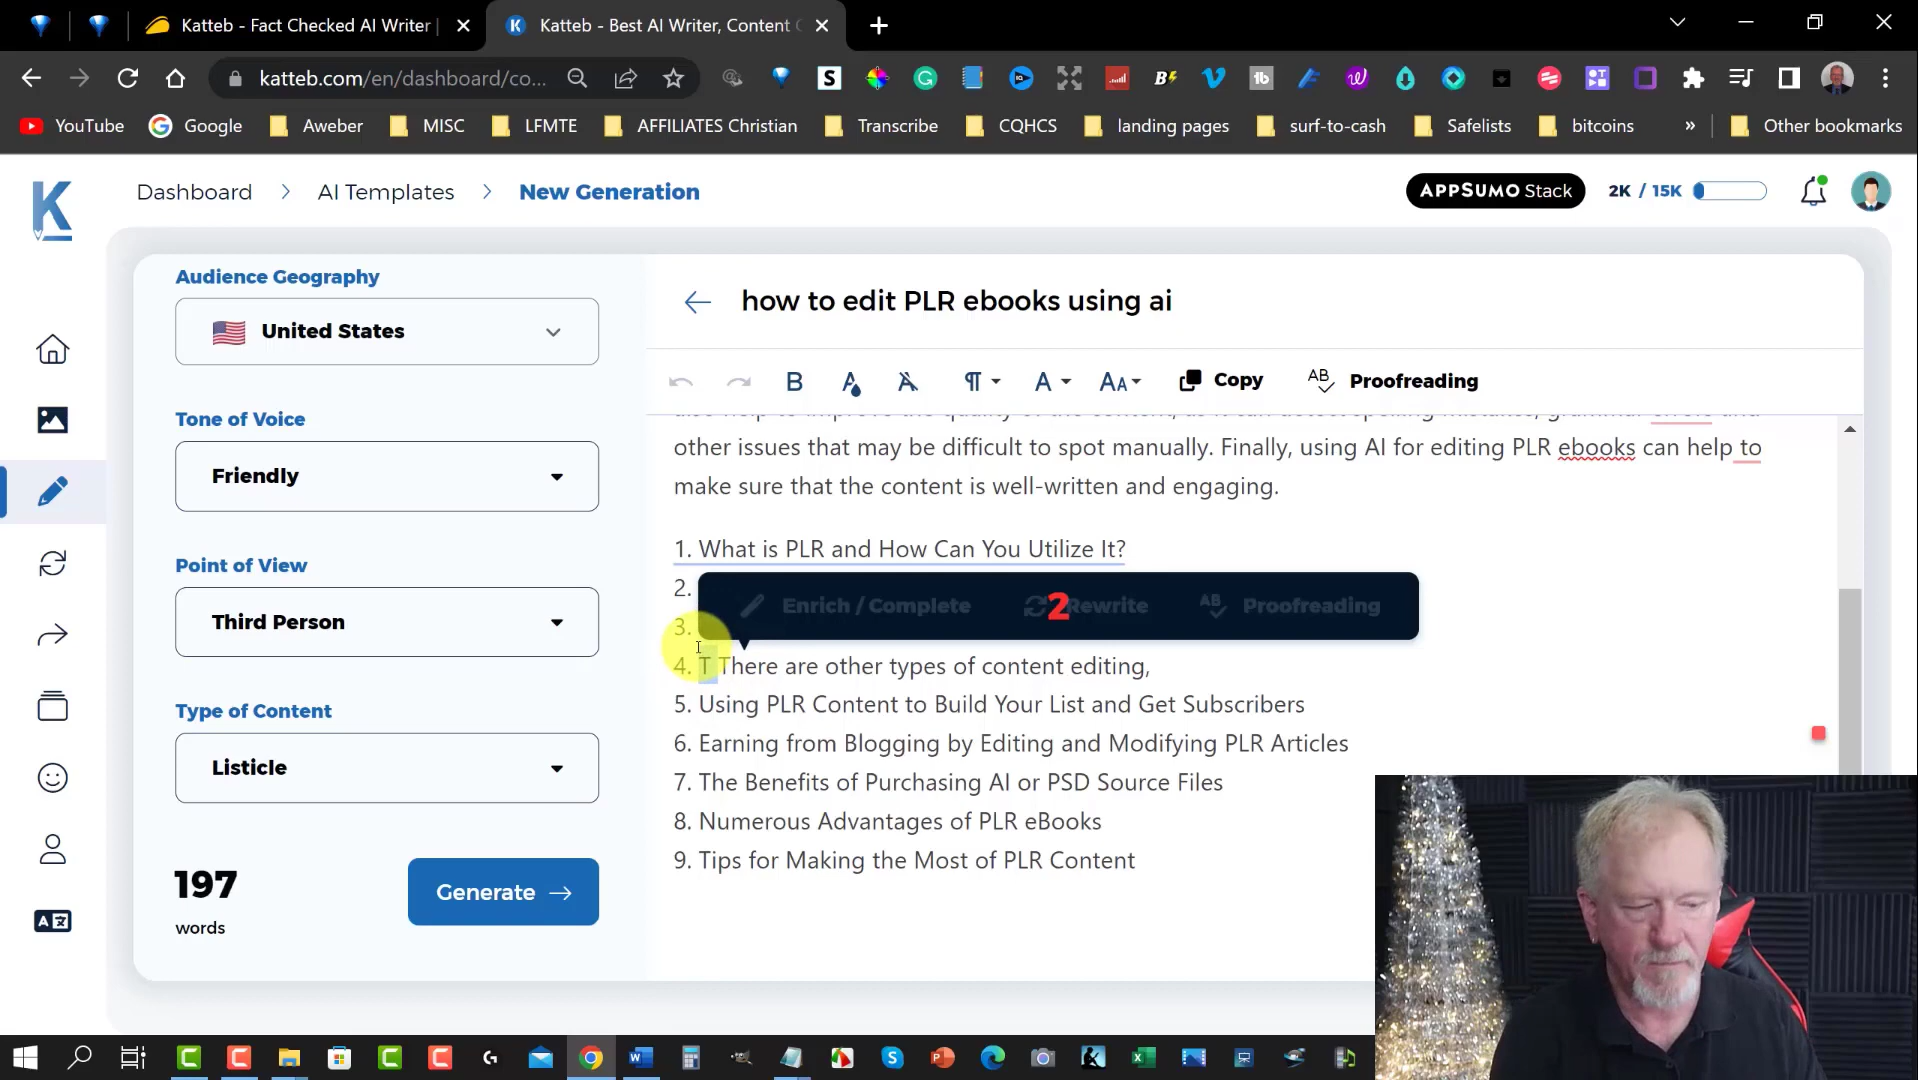 Katteb - Fact Checked AI Writer |
Katteb - Best AI Writer, Content
katteb.com/en/dashboard/co...
YouTube
Google
Aweber
MISC
LFMTE
AFFILIATES Christian
Transcribe
CQHCS
landing pages
surf-to-cash
Safelists
bitcoins
»
Other bookmarks
Dashboard > AI Templates > New Generation
APPSUMO Stack
2K / 15K
Audience Geography
United States
Tone of Voice
Friendly
Point of View
Third Person
Type of Content
Listicle
197
words
Generate →
how to edit PLR ebooks using ai
Copy
Proofreading
other issues that may be difficult to spot manually. Finally, using AI for editing PLR ebooks can help to
make sure that the content is well-written and engaging.
1. What is PLR and How Can You Utilize It?
2.
Enrich / Complete
2
Rewrite
Proofreading
3.
4. T There are other types of content editing,
5. Using PLR Content to Build Your List and Get Subscribers
6. Earning from Blogging by Editing and Modifying PLR Articles
7. The Benefits of Purchasing AI or PSD Source Files
8. Numerous Advantages of PLR eBooks
9. Tips for Making the Most of PLR Content